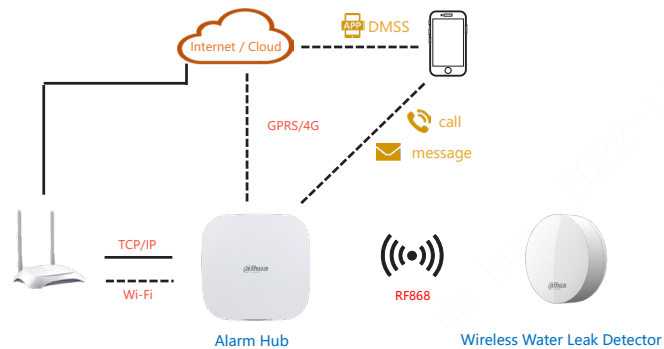 APP DMSS
Internet / Cloud
GPRS/4G
call
message
TCP/IP
Wi-Fi
alhua
RF868
alhua
Alarm Hub
Wireless Water Leak Detector